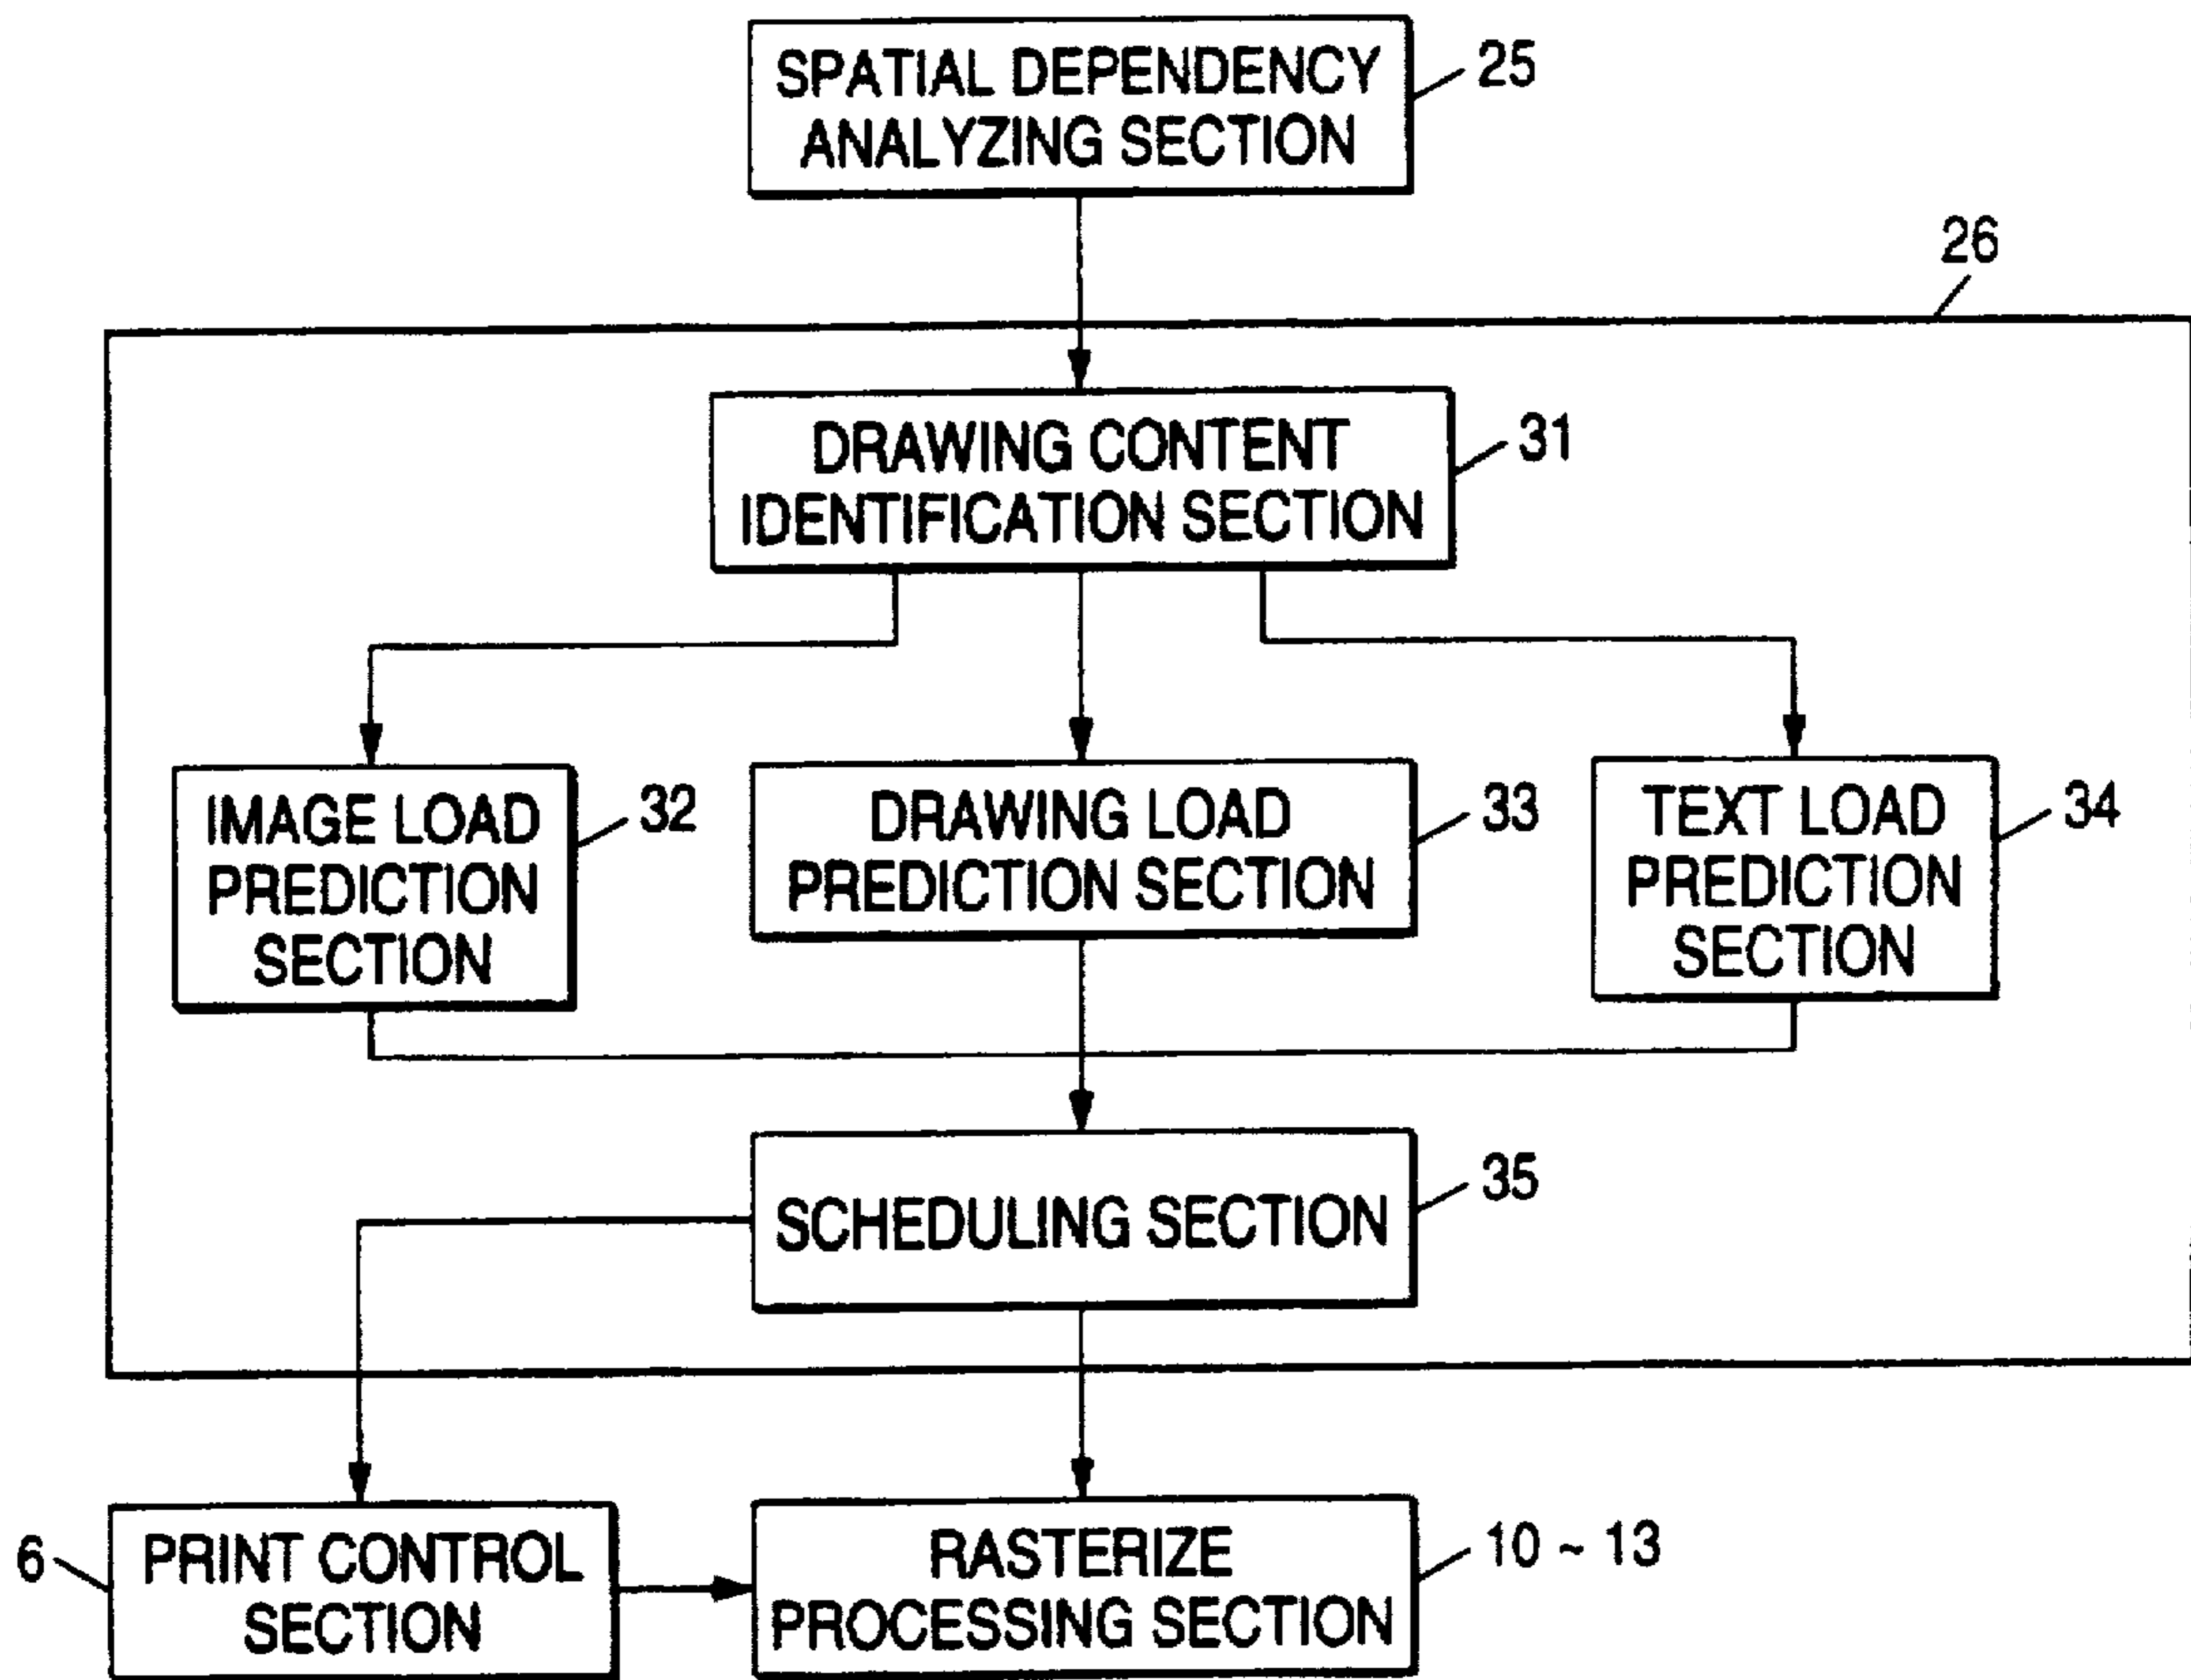 SPATIAL DEPENDENCY
ANALYZING SECTION
25
26
DRAWING CONTENT
IDENTIFICATION SECTION
31
IMAGE LOAD
PREDICTION
SECTION
32
DRAWING LOAD
PREDICTION SECTION
33
TEXT LOAD
PREDICTION
SECTION
34
SCHEDULING SECTION
35
6
PRINT CONTROL
SECTION
RASTERIZE
PROCESSING SECTION
10 ~ 13